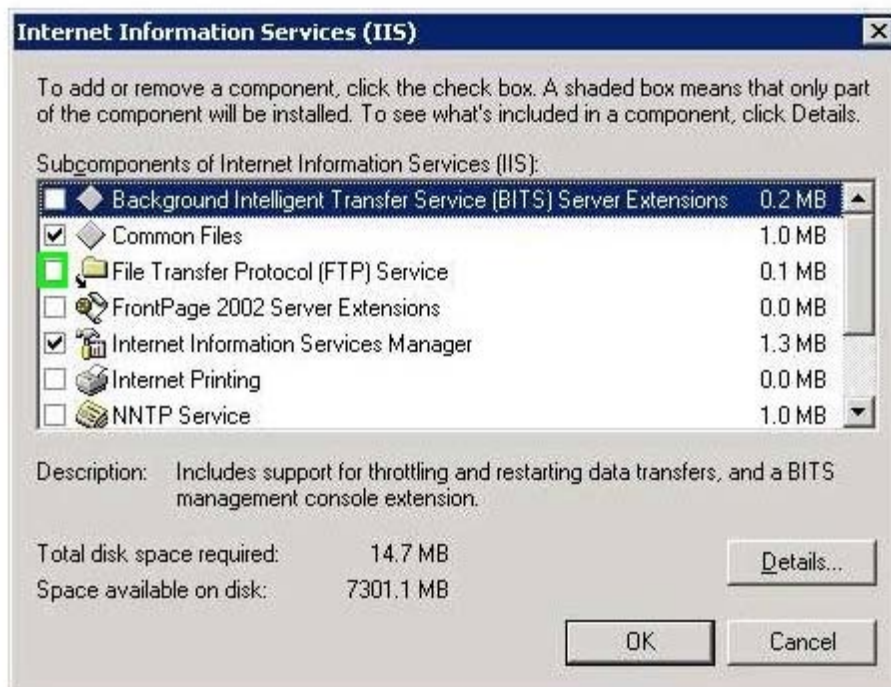 Internet Information Services (IIS)
To add or remove a component, click the check box. A shaded box means that only part
of the component will be installed. To see what's included in a component, click Details.
Subcomponents of Internet Information Services (IIS):
Background Intelligent Transfer Service (BITS) Server Extensions 0.2 MB
Common Files 1.0 MB
File Transfer Protocol (FTP) Service 0.1 MB
FrontPage 2002 Server Extensions 0.0 MB
Internet Information Services Manager 1.3 MB
Internet Printing 0.0 MB
NNTP Service 1.0 MB
Description: Includes support for throttling and restarting data transfers, and a BITS
management console extension.
Total disk space required: 14.7 MB
Space available on disk: 7301.1 MB
Details...
OK Cancel